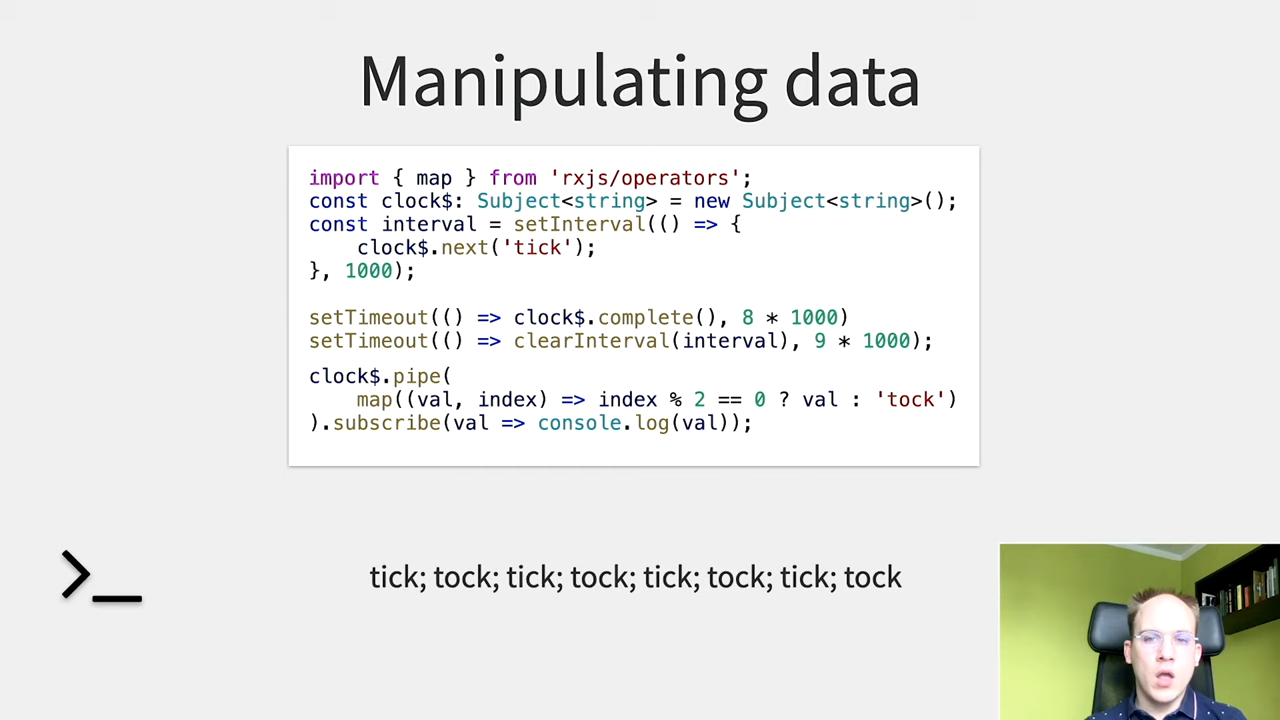 Manipulating data
import { map } from 'rxjs/operators';
const clock$: Subject<string> = new Subject<string>();
const interval = setInterval(() => {
    clock$.next('tick');
}, 1000);
setTimeout(() => clock$.complete(), 8 * 1000)
setTimeout(() => clearInterval(interval), 9 * 1000);
clock$.pipe(
    map((val, index) => index % 2 == 0 ? val : 'tock')
).subscribe(val => console.log(val));
>_
tick; tock; tick; tock; tick; tock; tick; tock